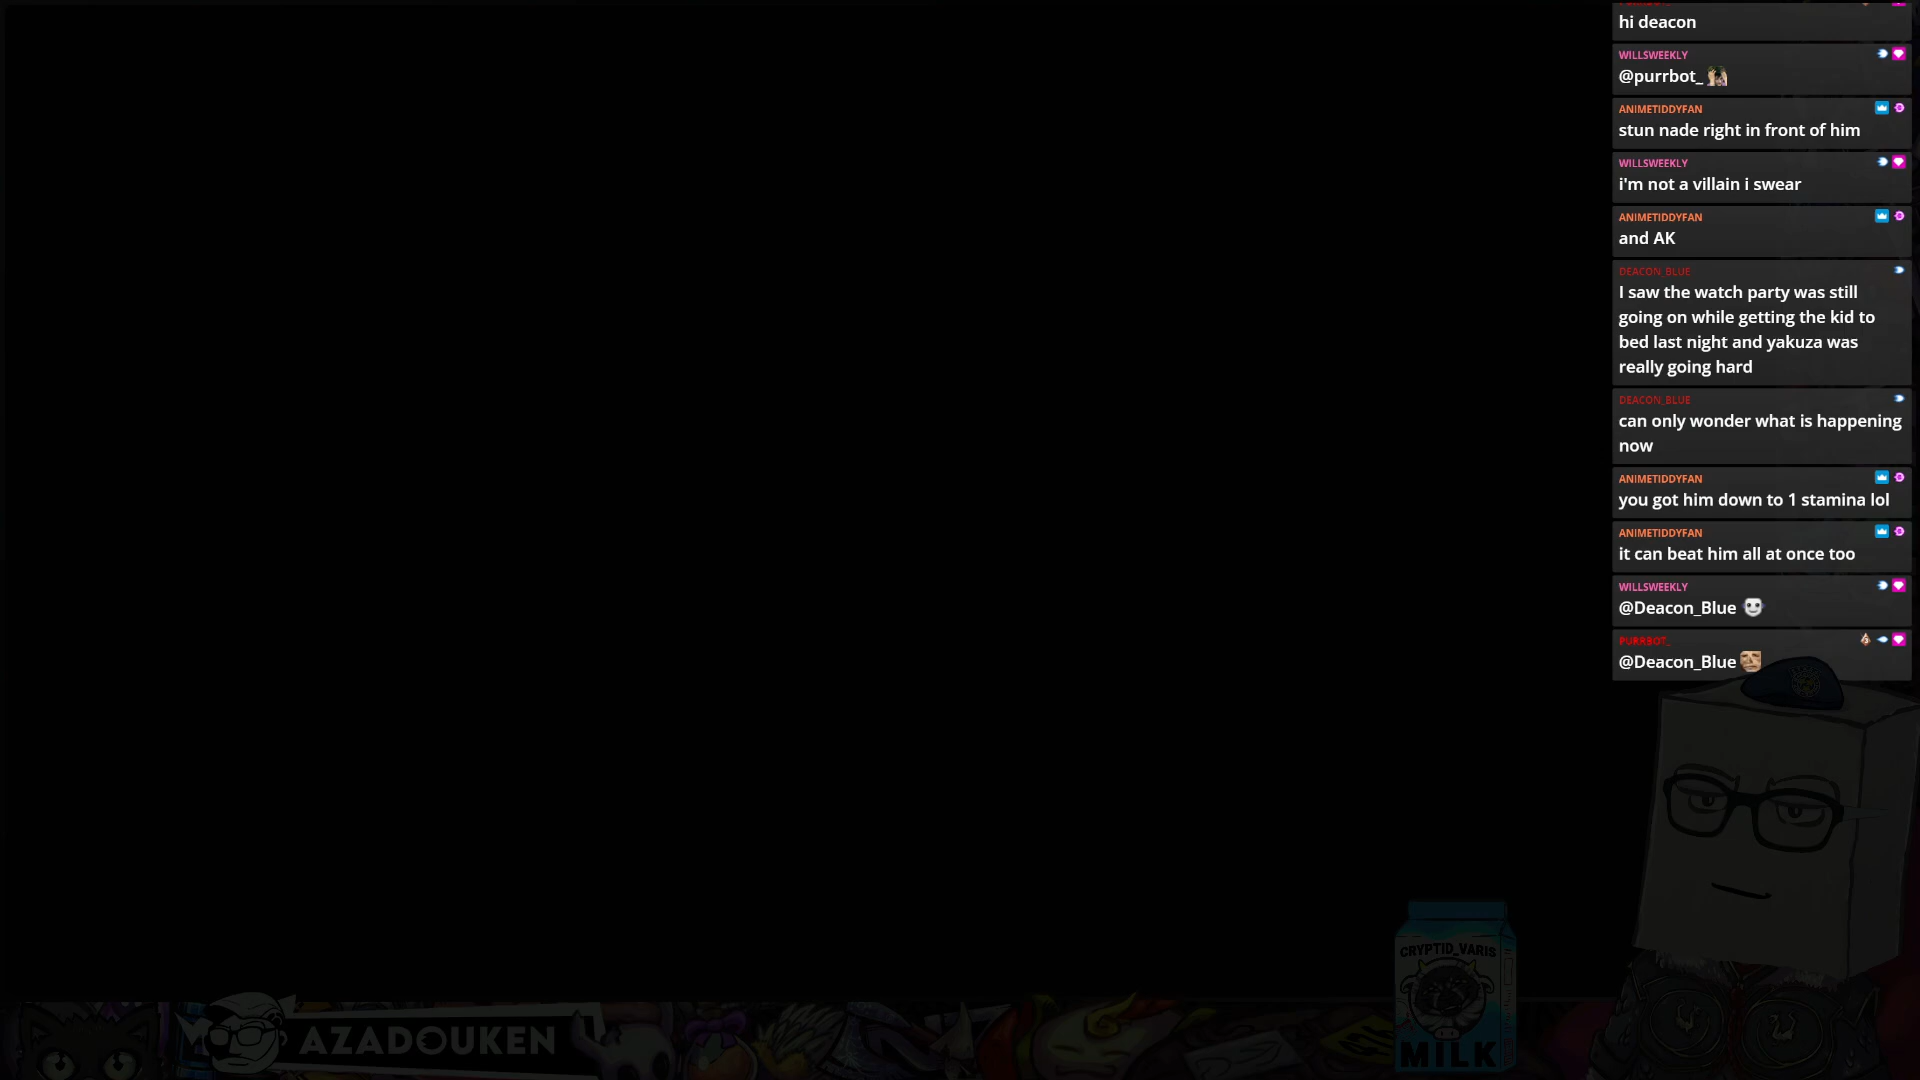 hi deacon
WILLSWEEKLY
@purrbot_
ANIMETIDDYFAN
stun nade right in front of him
WILLSWEEKLY
i'm not a villain i swear
ANIMETIDDYFAN
and AK
DEACON_BLUE
I saw the watch party was still
going on while getting the kid to
bed last night and yakuza was
really going hard
DEACON_BLUE
can only wonder what is happening
now
ANIMETIDDYFAN
you got him down to 1 stamina lol
ANIMETIDDYFAN
it can beat him all at once too
WILLSWEEKLY
@Deacon_Blue
PURRBOT_
@Deacon_Blue
CRYPTID_VARIS
MILK
AZADOUKEN